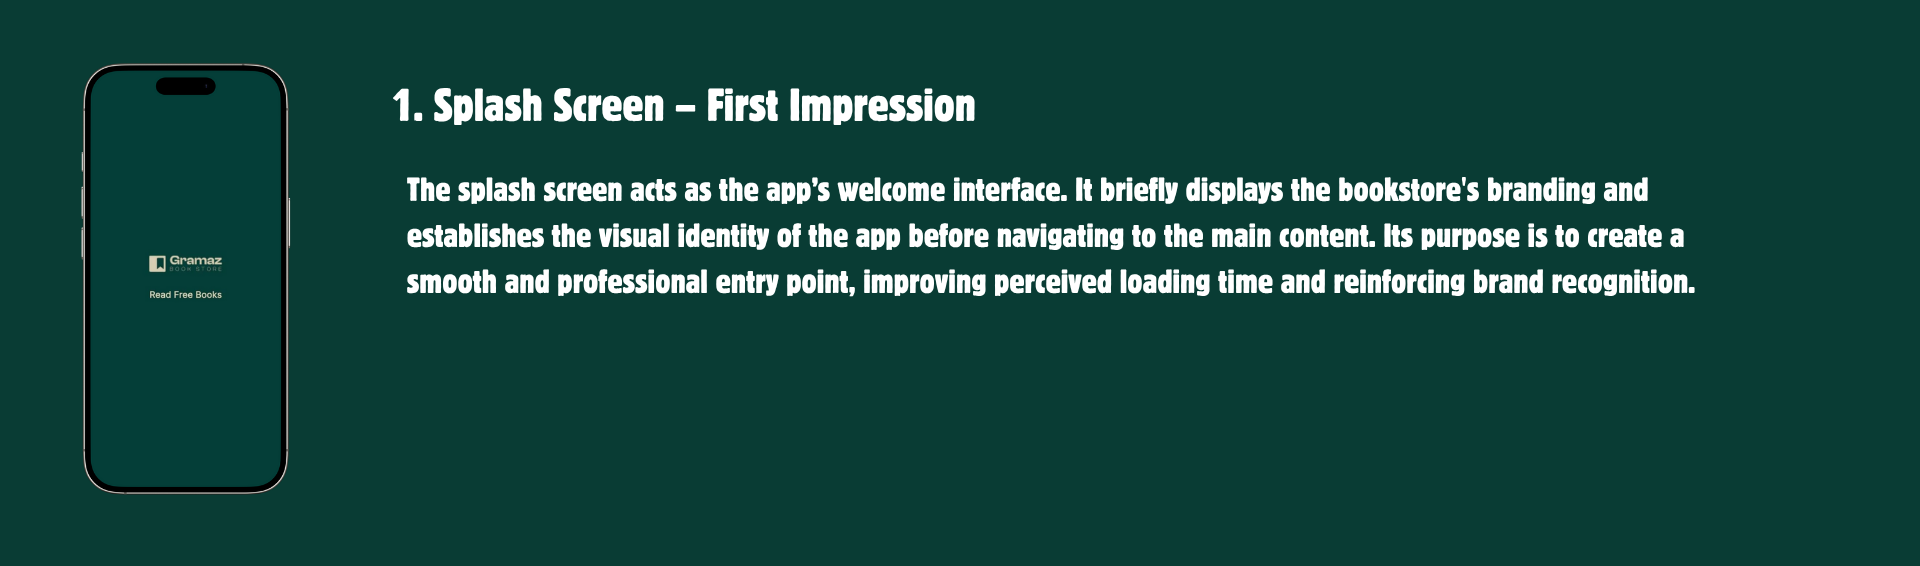 Gramaz
BOOK STORE
Read Free Books
1. Splash Screen – First Impression
The splash screen acts as the app’s welcome interface. It briefly displays the bookstore's branding and
establishes the visual identity of the app before navigating to the main content. Its purpose is to create a
smooth and professional entry point, improving perceived loading time and reinforcing brand recognition.